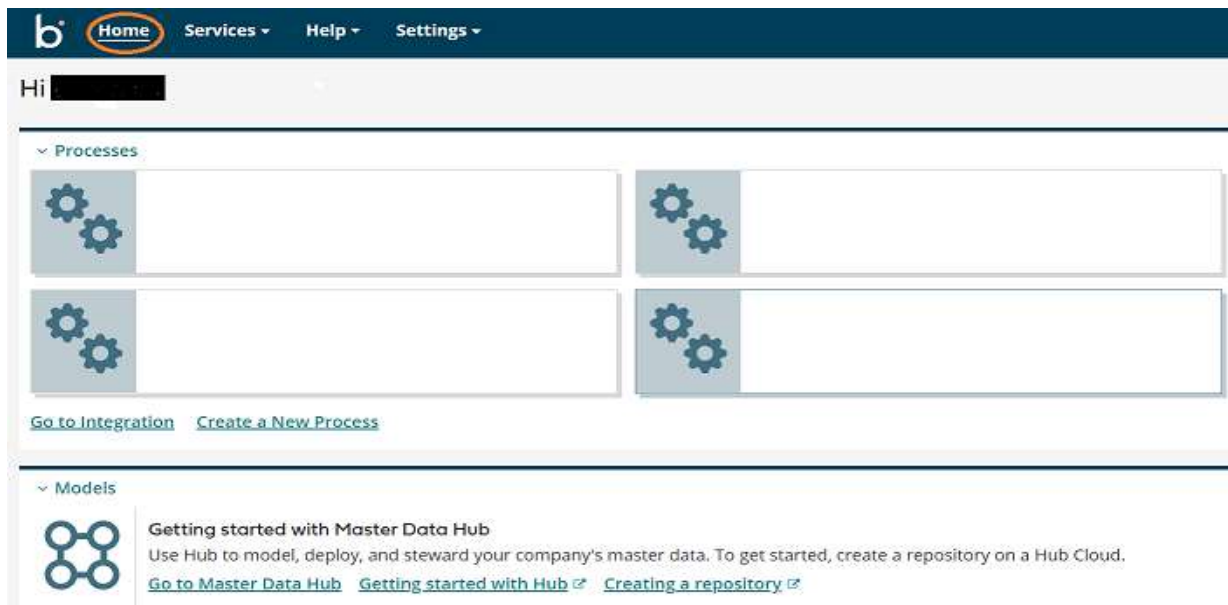 b Home Services Help Settings
Hi
Processes
Go to Integration Create a New Process
Models
Getting started with Master Data Hub
Use Hub to model, deploy, and steward your company's master data. To get started, create a repository on a Hub Cloud.
Go to Master Data Hub Getting started with Hub Creating a repository